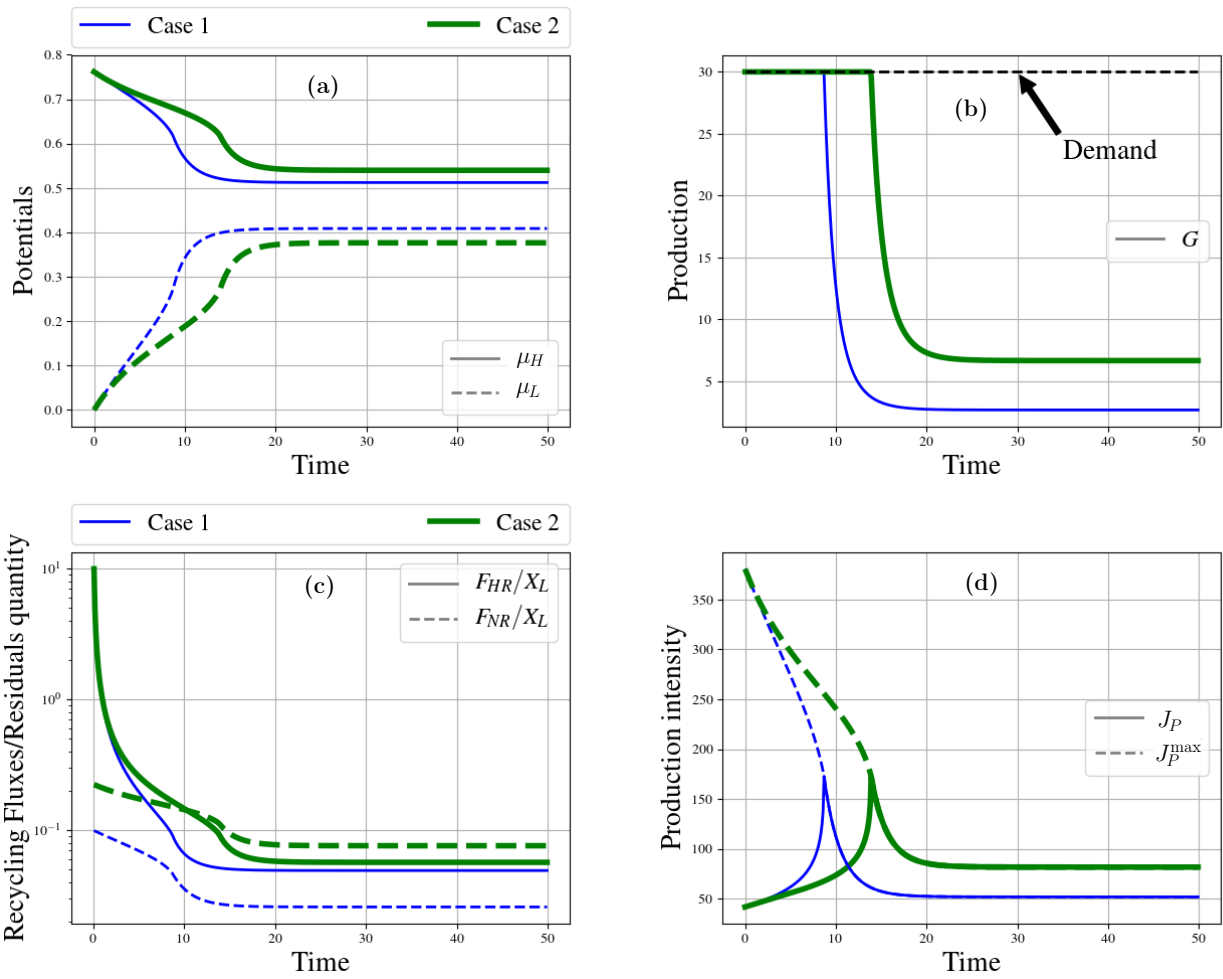 Case 1 Case 2
0.8
0.7
0.6
0.5
0.4
0.3
0.2
0.1
0.0
Potentials
(a)
μ_H
μ_L
0 10 20 30 40 50
Time
30
25
20
15
10
5
Production
(b)
Demand
G
0 10 20 30 40 50
Time
Case 1 Case 2
10¹
10⁰
10⁻¹
Recycling Fluxes/Residuals quantity
(c)
F_HR/X_L
F_NR/X_L
0 10 20 30 40 50
Time
350
300
250
200
150
100
50
Production intensity
(d)
J_P
J_P^max
0 10 20 30 40 50
Time